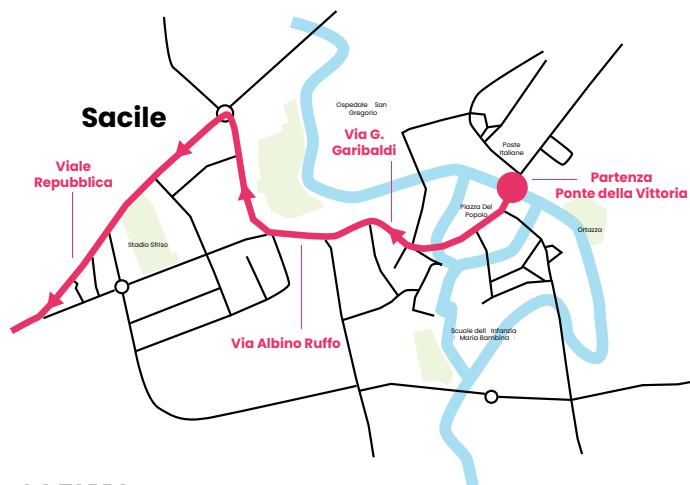 Sacile
Ospedale San
Gregorio
Via G.
Garibaldi
Poste
Italiane
Viale
Repubblica
Partenza
Ponte della Vittoria
Piazza Del
Popolo
Ortazza
Stadio Sfriso
Via Albino Ruffo
Scuole dell Infanzia
Maria Bambina